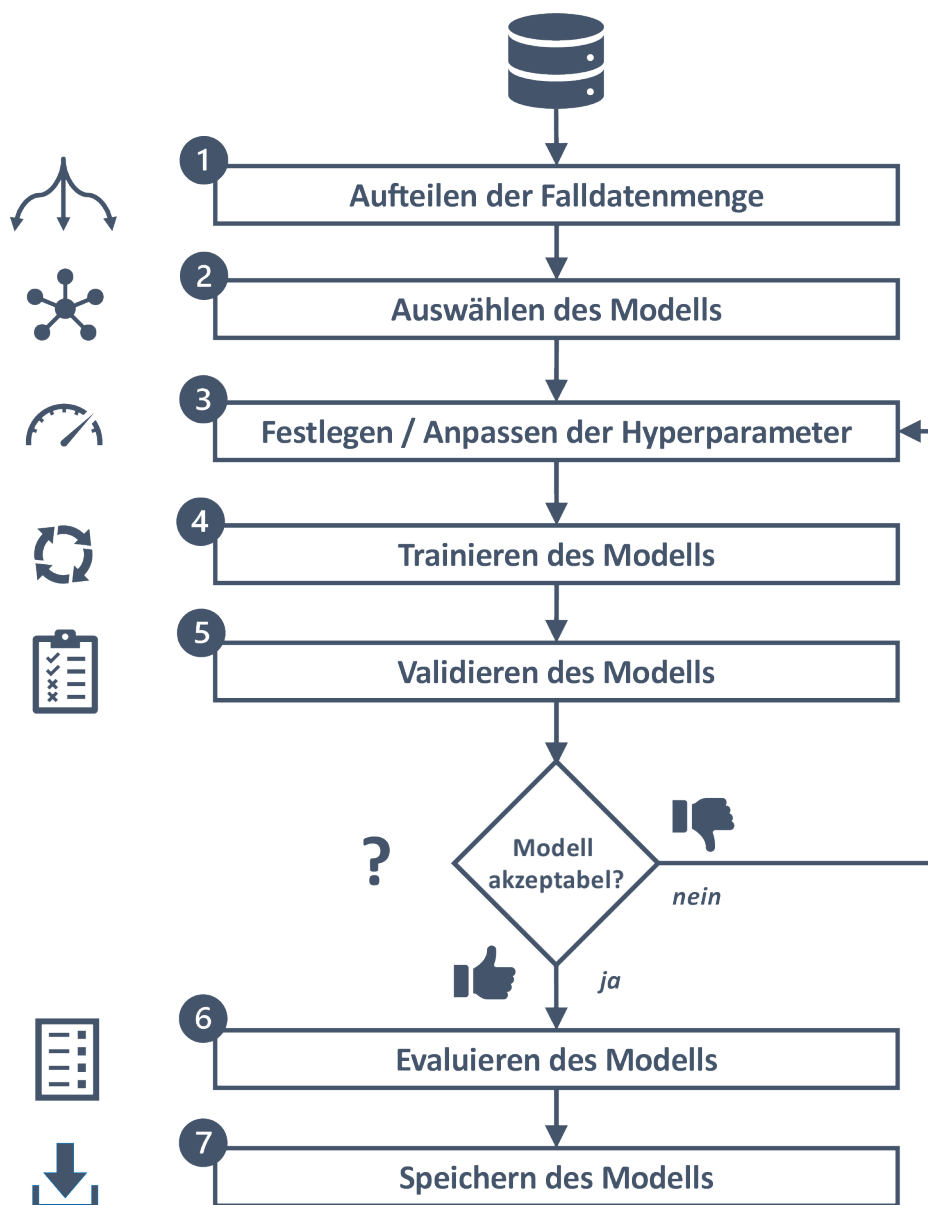 1
Aufteilen der Falldatenmenge
2
Auswählen des Modells
3
Festlegen / Anpassen der Hyperparameter
4
Trainieren des Modells
5
Validieren des Modells
?
Modell
akzeptabel?
nein
ja
6
Evaluieren des Modells
7
Speichern des Modells